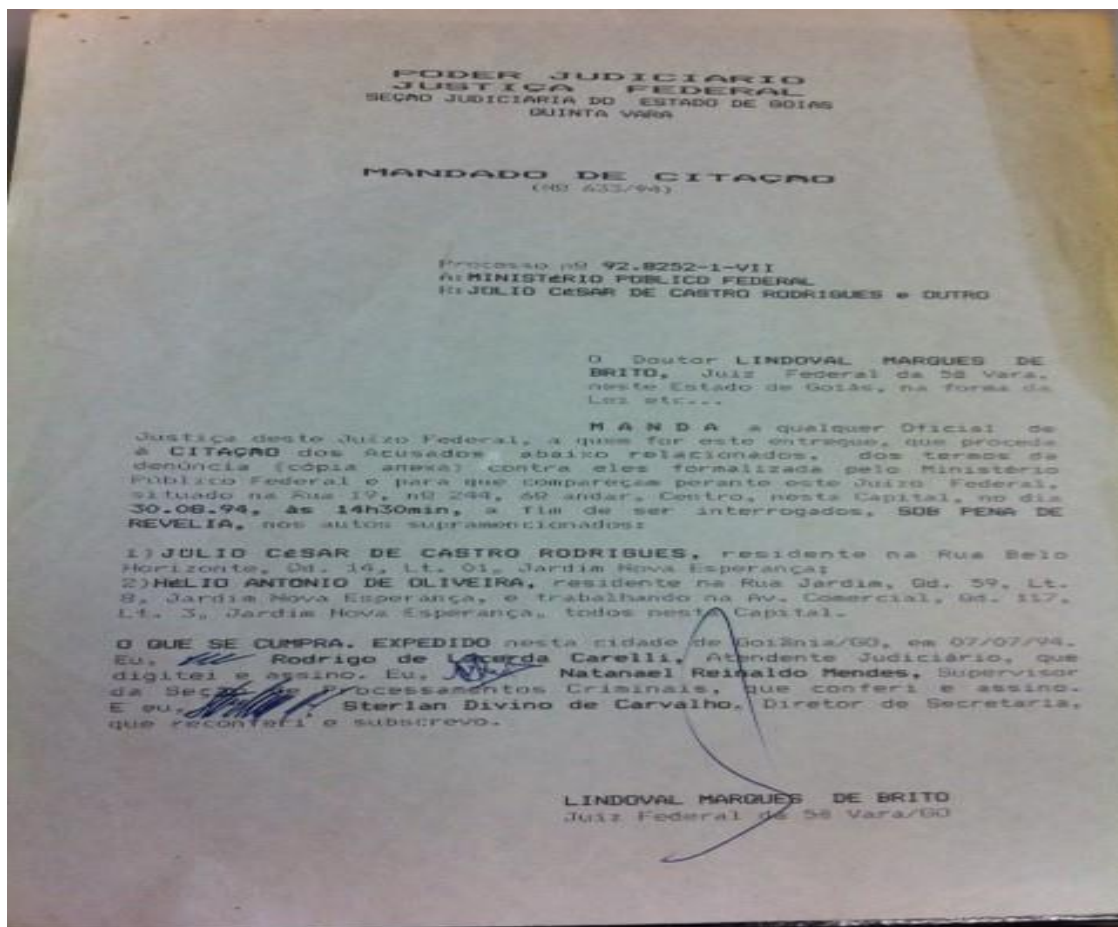 PODER JUDICIARIO
JUSTIÇA FEDERAL
SEÇÃO JUDICIARIA DO ESTADO DE GOIAS
QUINTA VARA
MANDADO DE CITAÇÃO
(Nº 633/94)
Processo nº 92.8252-1-VII
A: MINISTéRIO PÚBLICO FEDERAL
R: JÚLIO CéSAR DE CASTRO RODRIGUES e OUTRO
O Doutor LINDOVAL MARQUES DE
BRITO, Juiz Federal da 5ª Vara,
neste Estado de Goiás, na forma da
Lei etc...
M A N D A a qualquer Oficial de
Justiça deste Juízo Federal, a quem for este entregue, que proceda
à CITAÇÃO dos Acusados abaixo relacionados, dos termos da
denúncia (cópia anexa) contra eles formalizada pelo Ministério
Público Federal e para que compareçam perante este Juízo Federal,
situado na Rua 19, nº 244, 6º andar, Centro, nesta Capital, no dia
30.08.94, às 14h30min, a fim de ser interrogados, SOB PENA DE
REVELIA, nos autos supramencionados:
1) JÚLIO CéSAR DE CASTRO RODRIGUES, residente na Rua Belo
Horizonte, Qd. 14, Lt. 01, Jardim Nova Esperança;
2) HéLIO ANTONIO DE OLIVEIRA, residente na Rua Jardim, Qd. 59, Lt.
8, Jardim Nova Esperança, e trabalhando na Av. Comercial, Qd. 117,
Lt. 3, Jardim Nova Esperança, todos nesta Capital.
O QUE SE CUMPRA. EXPEDIDO nesta cidade de Goiânia/GO, em 07/07/94.
Eu, Rodrigo de Lacerda Carelli, Atendente Judiciário, que
digitei e assino. Eu, Natanael Reinaldo Mendes, Supervisor
da Seção de Processamentos Criminais, que conferi e assino.
E eu, Sterlan Divino de Carvalho, Diretor de Secretaria,
que reconferi e subscrevo.
LINDOVAL MARQUES DE BRITO
Juiz Federal da 5ª Vara/GO